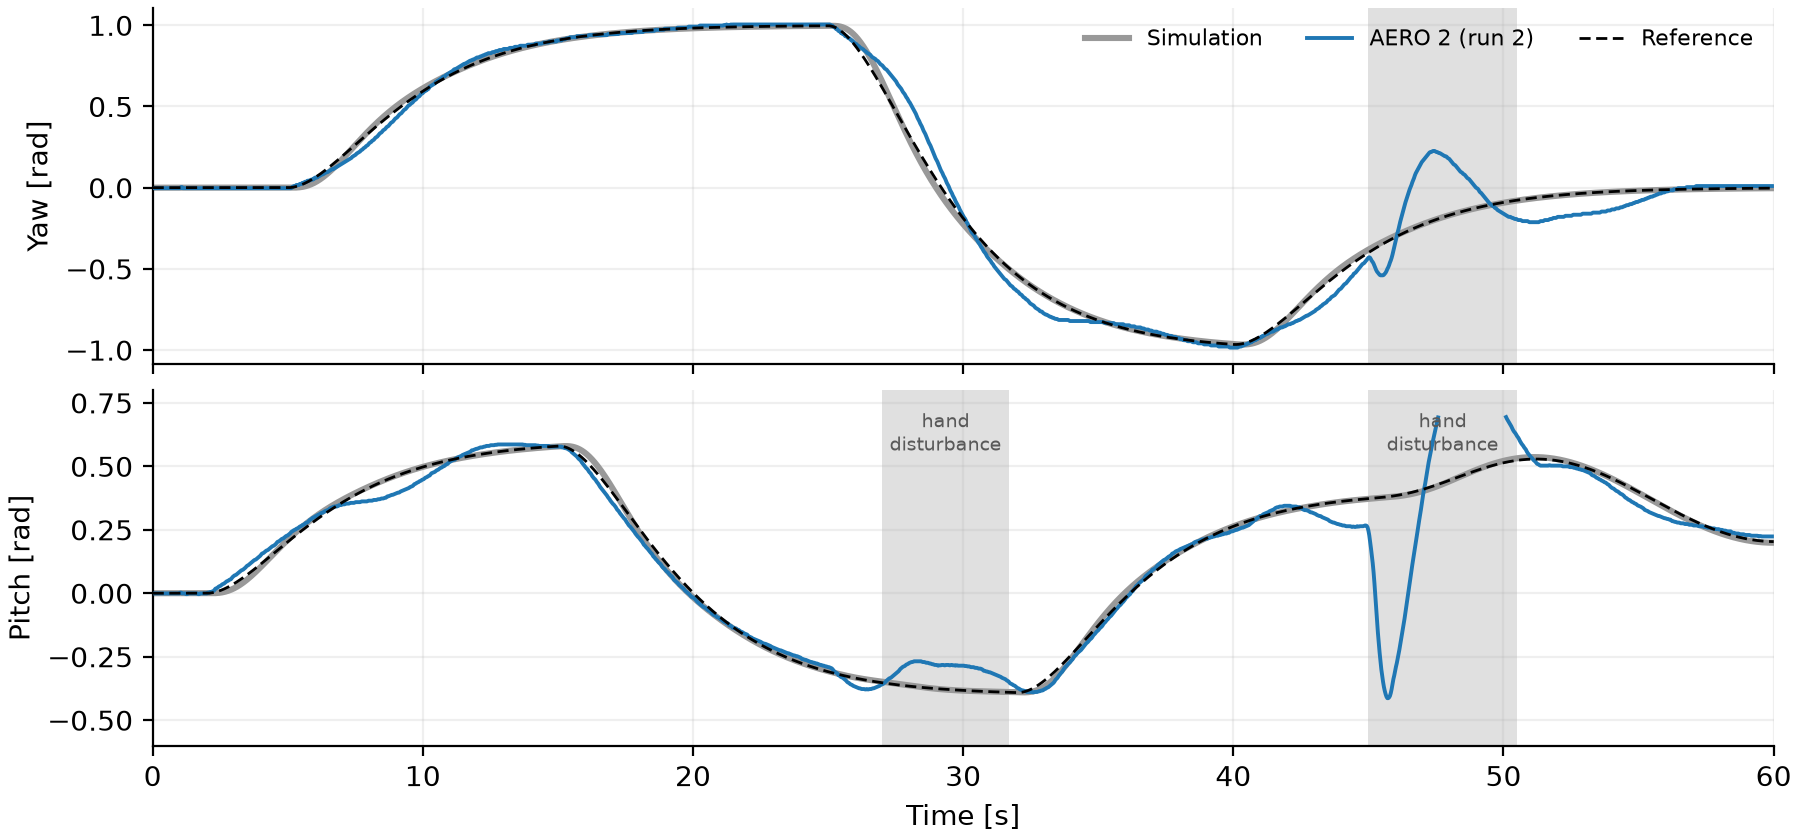 1.0
0.5
0.0
−0.5
−1.0
Yaw [rad]
Simulation
AERO 2 (run 2)
Reference
0.75
0.50
0.25
0.00
−0.25
−0.50
Pitch [rad]
hand
disturbance
hand
disturbance
0
10
20
30
40
50
60
Time [s]